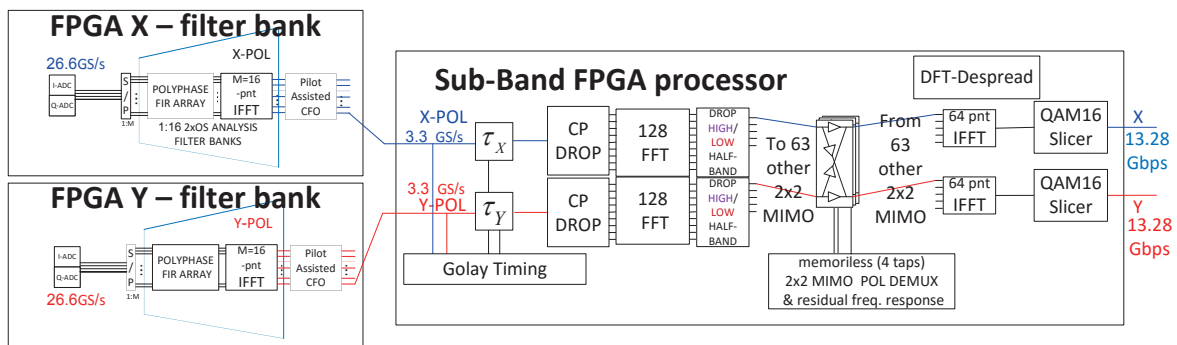 FPGA X – filter bank
X-POL
26.6GS/s
I-ADC
Q-ADC
S
/
P
1:M
POLYPHASE
FIR ARRAY
M=16
-pnt
IFFT
Pilot
Assisted
CFO
1:16 2xOS ANALYSIS
FILTER BANKS
FPGA Y – filter bank
Y-POL
I-ADC
Q-ADC
26.6GS/s
S
/
P
1:M
POLYPHASE
FIR ARRAY
M=16
-pnt
IFFT
Pilot
Assisted
CFO
Sub-Band FPGA processor
DFT-Despread
X-POL
3.3 GS/s
τX
CP
DROP
128
FFT
DROP
HIGH/
LOW
HALF-
BAND
To 63
other
2x2
MIMO
From
63
other
2x2
MIMO
64 pnt
IFFT
QAM16
Slicer
X
13.28
Gbps
3.3 GS/s
Y-POL
τY
CP
DROP
128
FFT
DROP
HIGH/
LOW
HALF-
BAND
64 pnt
IFFT
QAM16
Slicer
Y
13.28
Gbps
Golay Timing
memoriless (4 taps)
2x2 MIMO POL DEMUX
& residual freq. response